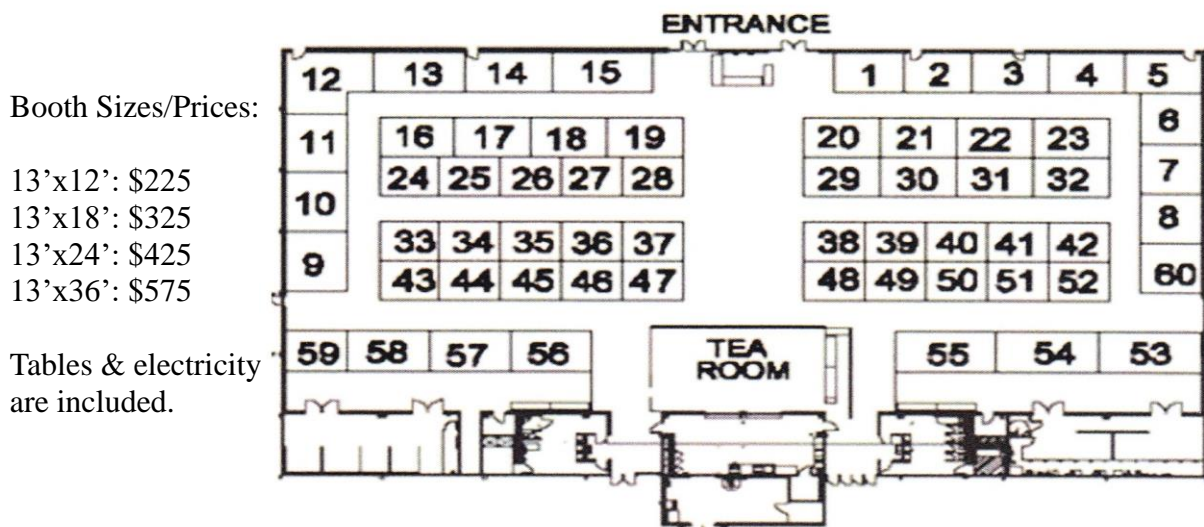 ENTRANCE
12 13 14 15 1 2 3 4 5
Booth Sizes/Prices:
6
11 16 17 18 19 20 21 22 23
13’x12’: $225
24 25 26 27 28 29 30 31 32 7
13’x18’: $325
10 8
13’x24’: $425
33 34 35 36 37 38 39 40 41 42
13’x36’: $575
9 43 44 45 46 47 48 49 50 51 52 60
Tables & electricity
are included.
59 58 57 56 TEA
ROOM 55 54 53